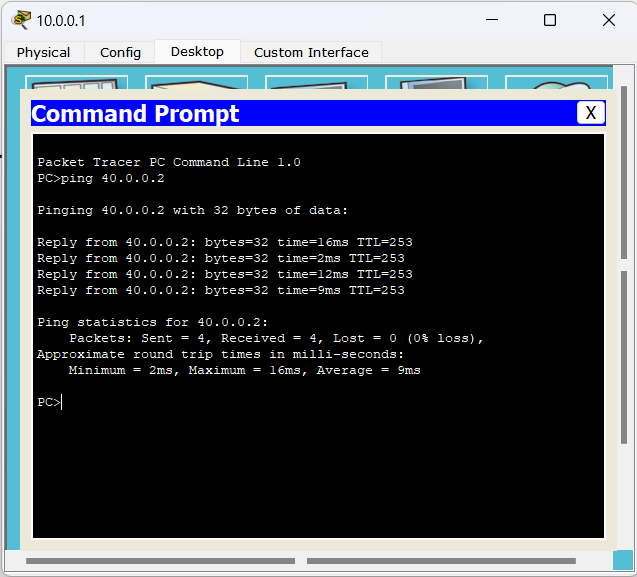 10.0.0.1
Physical Config Desktop Custom Interface
Command Prompt X
Packet Tracer PC Command Line 1.0
PC>ping 40.0.0.2
Pinging 40.0.0.2 with 32 bytes of data:
Reply from 40.0.0.2: bytes=32 time=16ms TTL=253
Reply from 40.0.0.2: bytes=32 time=2ms TTL=253
Reply from 40.0.0.2: bytes=32 time=12ms TTL=253
Reply from 40.0.0.2: bytes=32 time=9ms TTL=253
Ping statistics for 40.0.0.2:
Packets: Sent = 4, Received = 4, Lost = 0 (0% loss),
Approximate round trip times in milli-seconds:
Minimum = 2ms, Maximum = 16ms, Average = 9ms
PC>